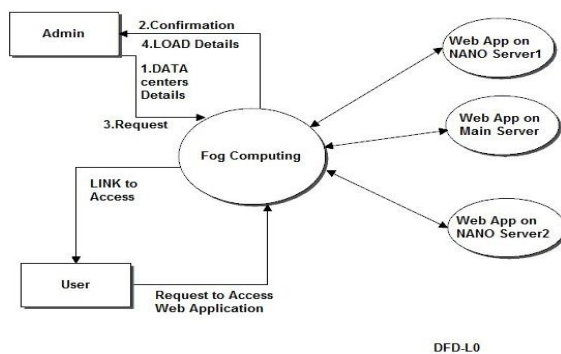 2.Confirmation
Admin
4.LOAD Details
1.DATA
centers
Details
3.Request
Fog Computing
Web App on
NANO Server1
Web App on
Main Server
Web App on
NANO Server2
LINK to
Access
User
Request to Access
Web Application
DFD-L0